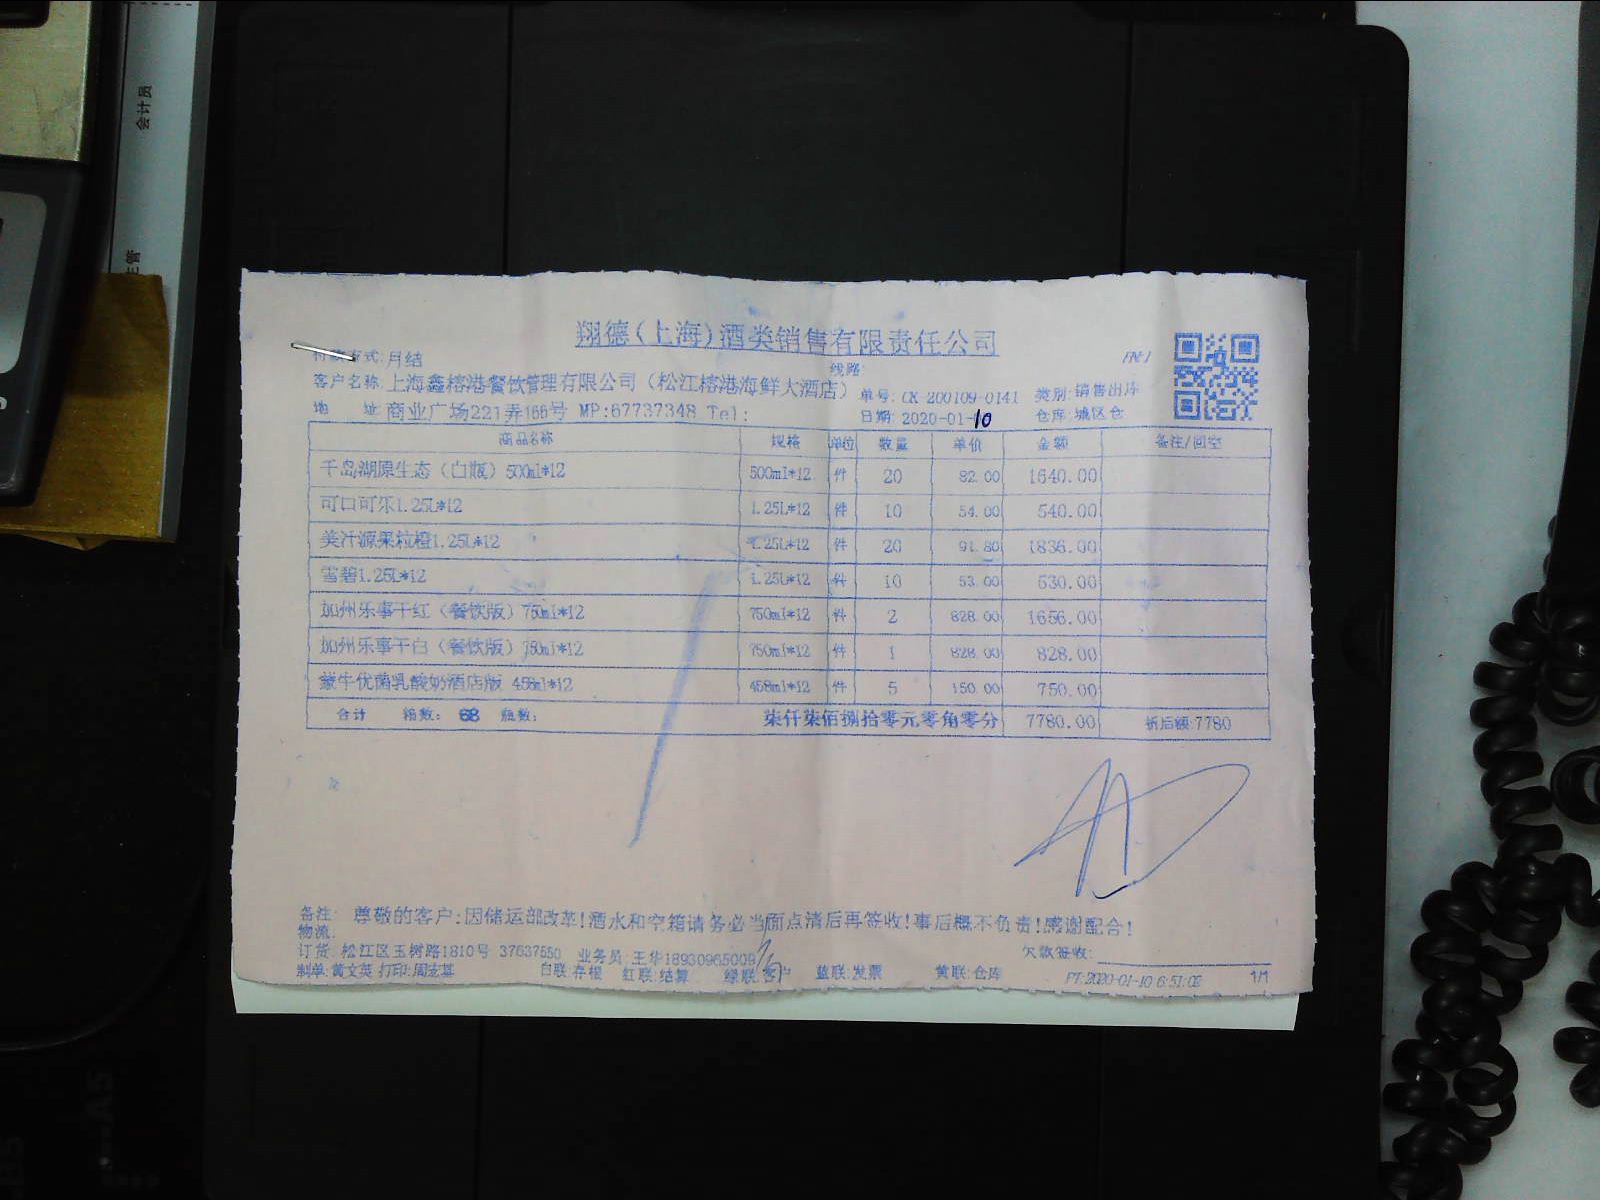 会计员
主管
翔德(上海)酒类销售有限责任公司
付款方式:月结 线路:
客户名称:上海鑫榕港餐饮管理有限公司(松江榕港海鲜大酒店) 单号:CK-200109-0141 类别:销售出库
地 址:商业广场221弄166号 MP:67737348 Tel: 日期:2020-01-10 仓库:城区仓
商品名称 规格 单位 数量 单价 金额 备注/回空
千岛湖原生态(白瓶)500ml*12 500ml*12 件 20 82.00 1640.00
可口可乐1.25L*12 1.25L*12 件 10 54.00 540.00
美汁源果粒橙1.25L*12 1.25L*12 件 20 91.80 1836.00
雪碧1.25L*12 1.25L*12 件 10 53.00 530.00
加州乐事干红(餐饮版)750ml*12 750ml*12 件 2 828.00 1656.00
加州乐事干白(餐饮版)750ml*12 750ml*12 件 1 828.00 828.00
蒙牛优菌乳酸奶酒店版 458ml*12 458ml*12 件 5 150.00 750.00
合计 箱数: 68 瓶数: 柒仟柒佰捌拾零元零角零分 7780.00 折后额:7780
备注: 尊敬的客户:因储运部改革!酒水和空箱请务必当面点清后再签收!事后概不负责!感谢配合!
物流:
订货: 松江区玉树路1810号 37637550 业务员:王华18930965009 欠款签收:
制单:黄文英 打印:周志基 白联:存根 红联:结算 绿联:客户 蓝联:发票 黄联:仓库 PT:2020-01-10 6:51:02 1/1